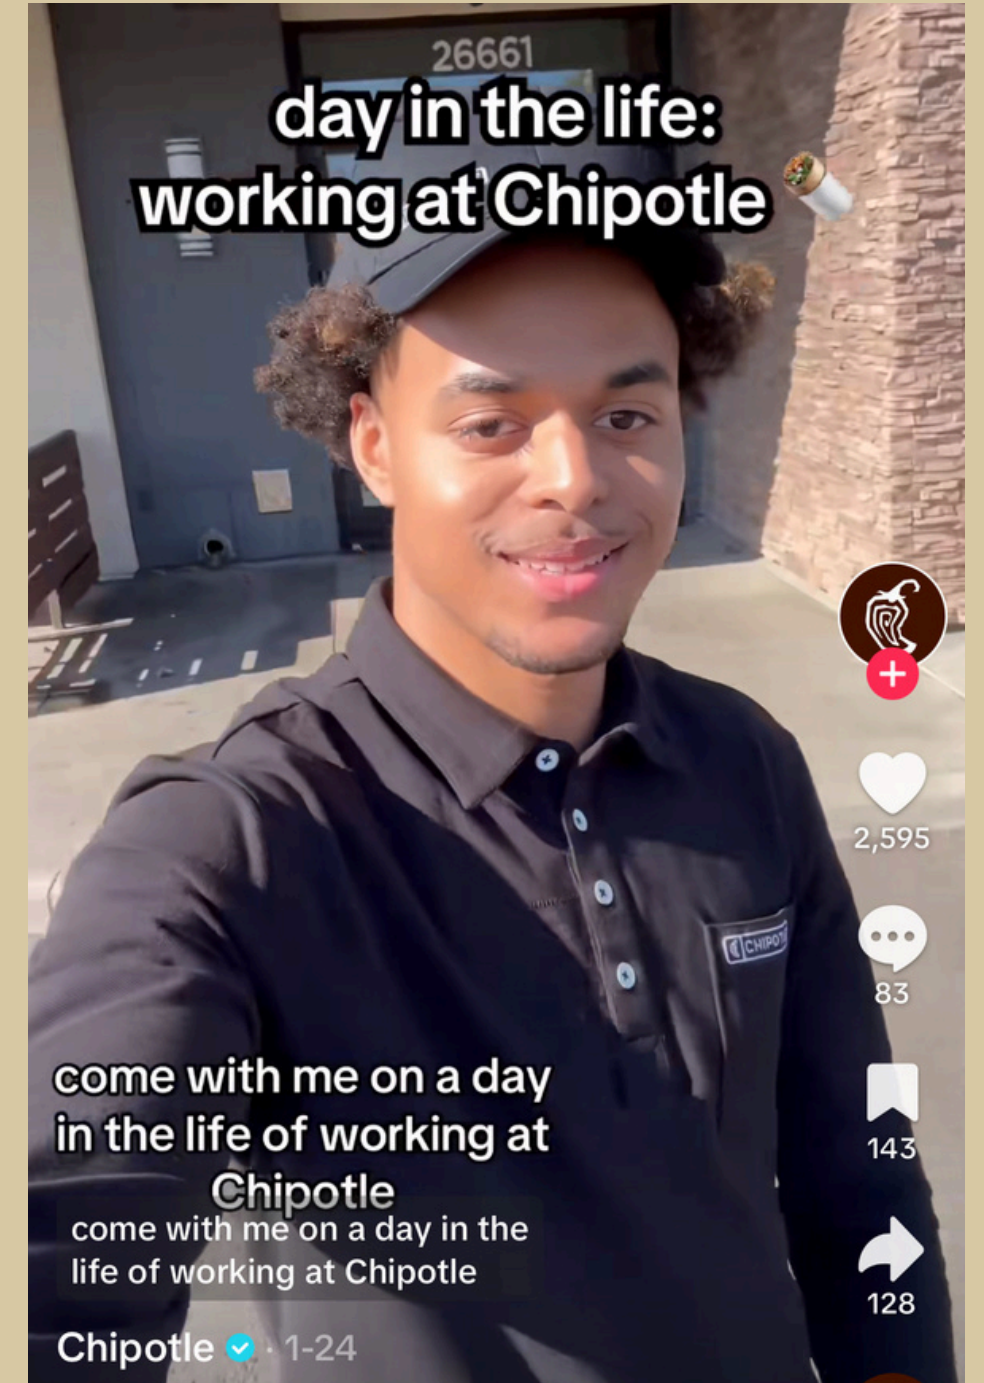 26661
day in the life:
working at Chipotle
2,595
CHIPOTLE
83
come with me on a day
in the life of working at
Chipotle
143
come with me on a day in the
life of working at Chipotle
128
Chipotle · 1-24